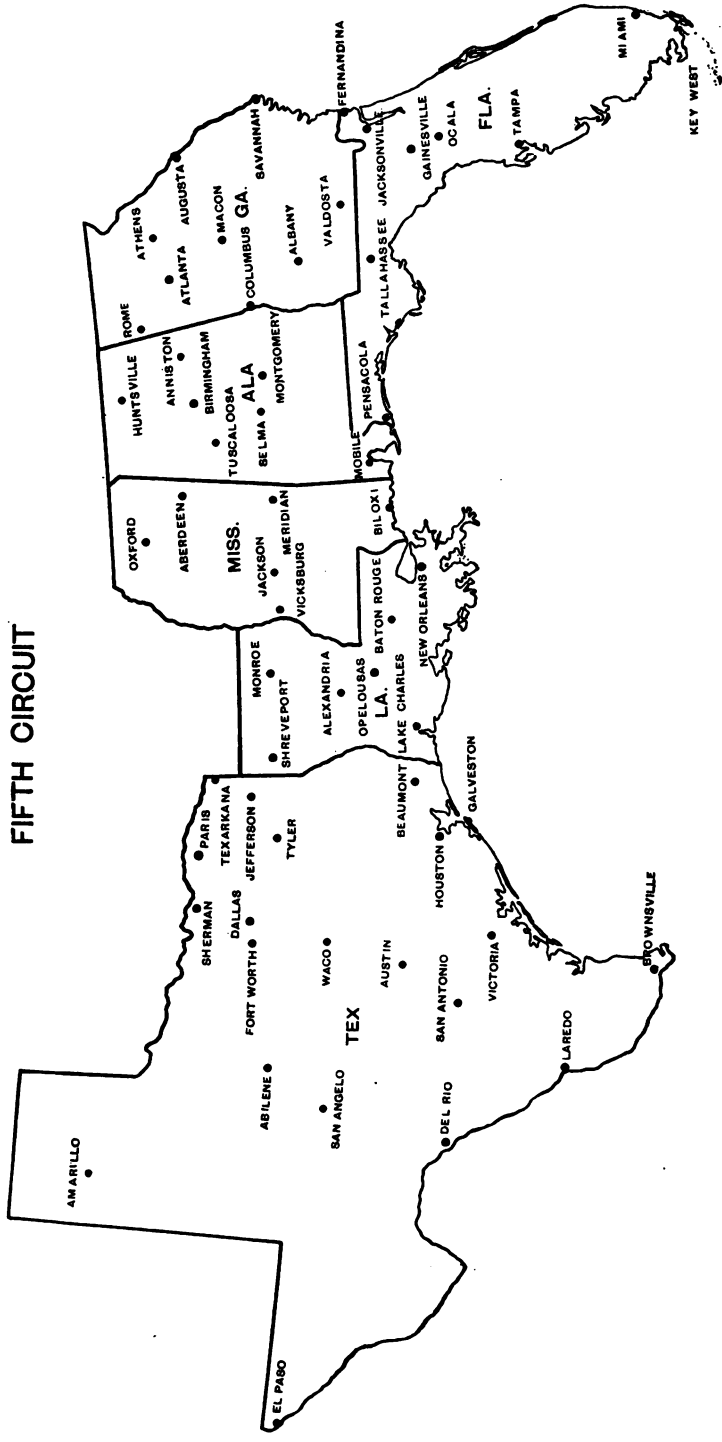 FIFTH CIRCUIT
AMARILLO
EL PASO
SHERMAN
PARIS
TEXARKANA
DALLAS
JEFFERSON
FORT WORTH
TYLER
ABILENE
WACO
SAN ANGELO
TEX
AUSTIN
BEAUMONT
HOUSTON
GALVESTON
SAN ANTONIO
DEL RIO
VICTORIA
LAREDO
BROWNSVILLE
MONROE
SHREVEPORT
ALEXANDRIA
OPELOUSAS
LA.
BATON ROUGE
LAKE CHARLES
NEW ORLEANS
OXFORD
ABERDEEN
MISS.
JACKSON
MERIDIAN
VICKSBURG
BILOXI
HUNTSVILLE
ANNISTON
BIRMINGHAM
TUSCALOOSA
ALA
SELMA
MONTGOMERY
MOBILE
ROME
ATHENS
ATLANTA
AUGUSTA
MACON
COLUMBUS
GA.
SAVANNAH
ALBANY
VALDOSTA
PENSACOLA
TALLAHASSEE
JACKSONVILLE
FERNANDINA
GAINESVILLE
OCALA
FLA.
TAMPA
MIAMI
KEY WEST